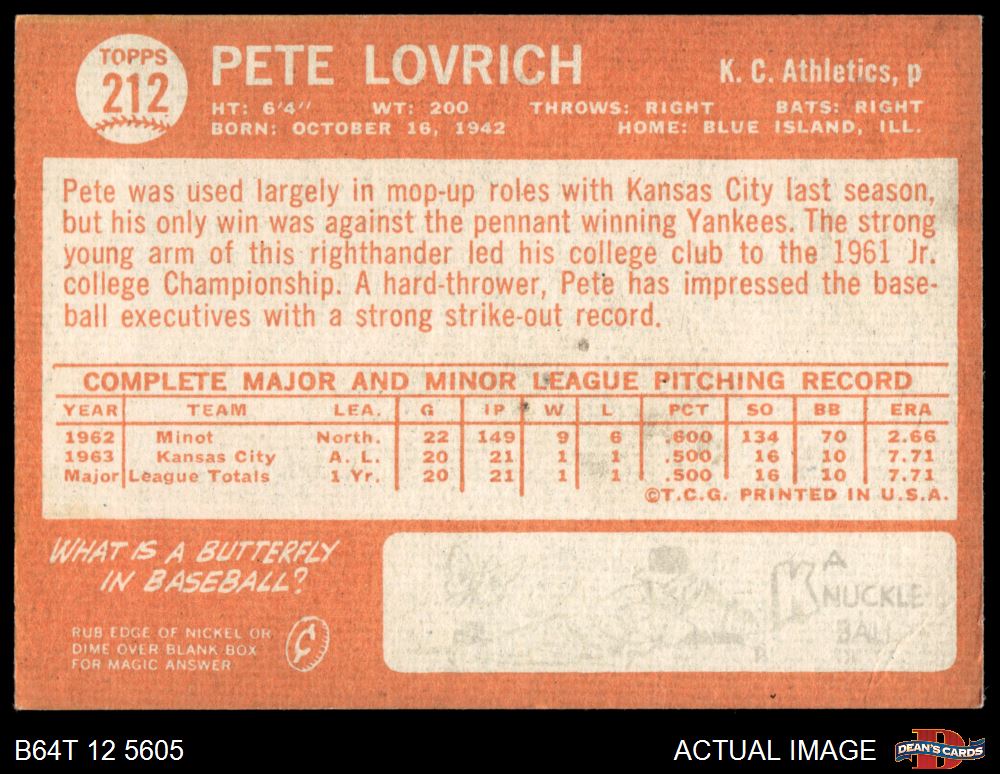 TOPPS
212
PETE LOVRICH
K. C. Athletics, p
HT: 6'4" WT: 200 THROWS: RIGHT BATS: RIGHT
BORN: OCTOBER 16, 1942 HOME: BLUE ISLAND, ILL.
Pete was used largely in mop-up roles with Kansas City last season,
but his only win was against the pennant winning Yankees. The strong
young arm of this righthander led his college club to the 1961 Jr.
college Championship. A hard-thrower, Pete has impressed the base-
ball executives with a strong strike-out record.
COMPLETE MAJOR AND MINOR LEAGUE PITCHING RECORD
YEAR TEAM LEA. G IP W L PCT SO BB ERA
1962 Minot North. 22 149 9 6 .600 134 70 2.66
1963 Kansas City A. L. 20 21 1 1 .500 16 10 7.71
Major League Totals 1 Yr. 20 21 1 1 .500 16 10 7.71
©T.C.G. PRINTED IN U.S.A.
WHAT IS A BUTTERFLY
IN BASEBALL?
RUB EDGE OF NICKEL OR
DIME OVER BLANK BOX
FOR MAGIC ANSWER
¢
A
NUCKLE
BALL
B64T 12 5605
ACTUAL IMAGE
D
DEAN'S CARDS